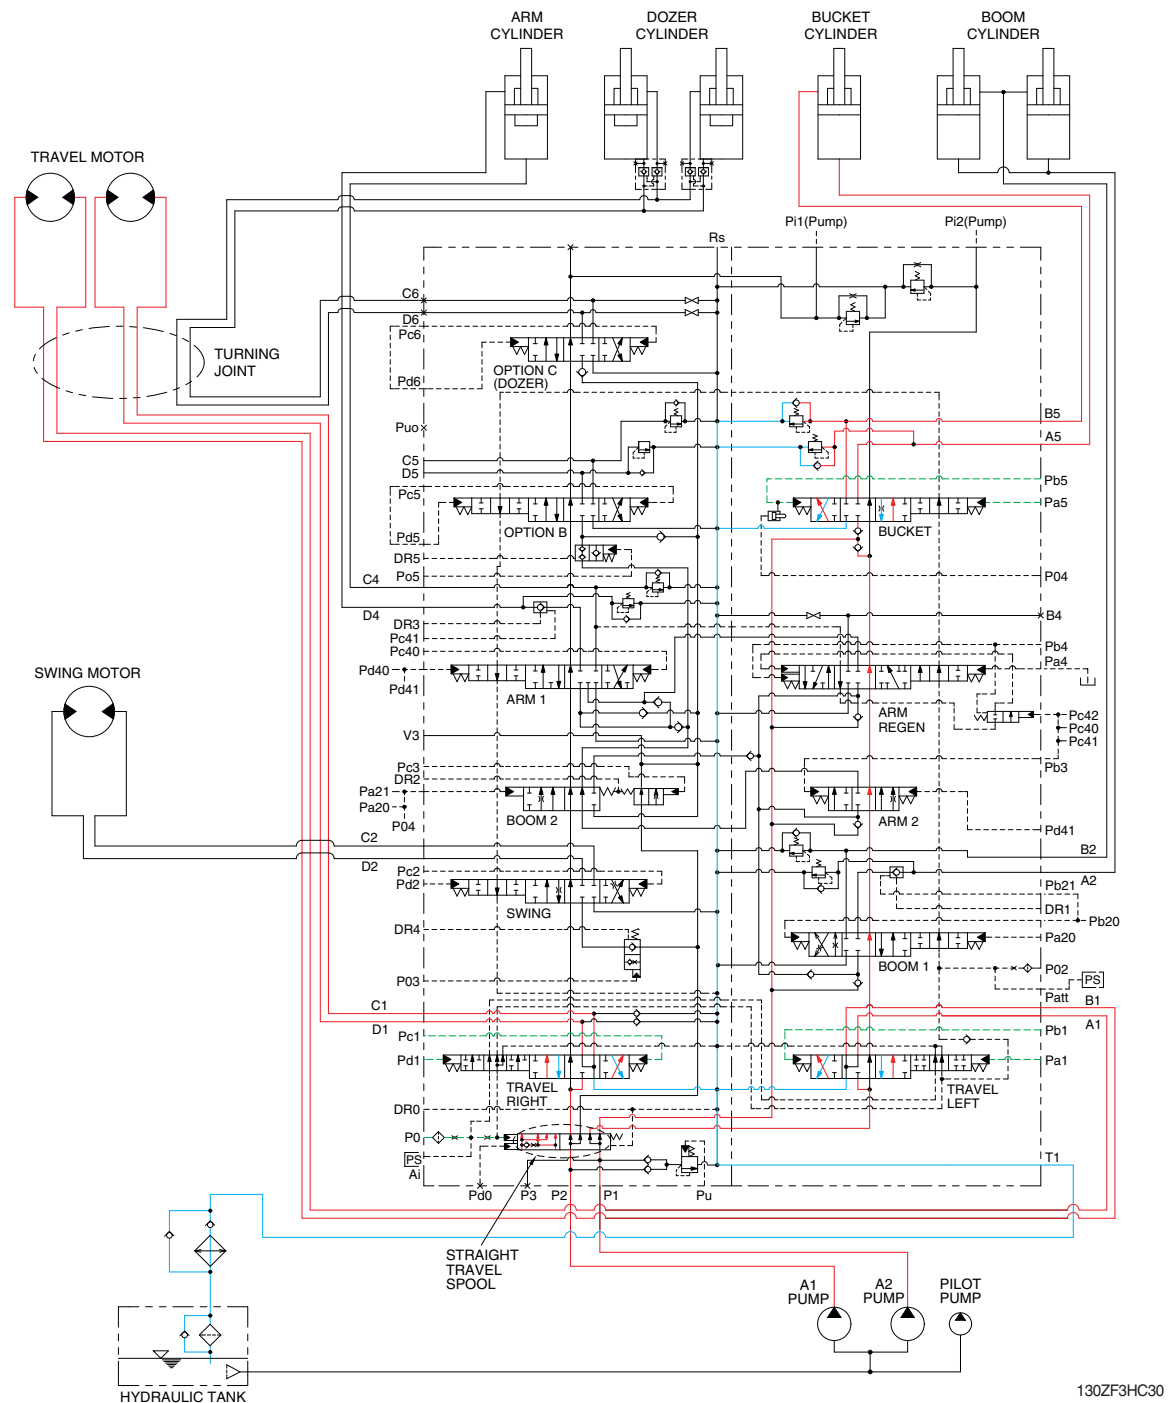 ARM
CYLINDER
DOZER
CYLINDER
BUCKET
CYLINDER
BOOM
CYLINDER
TRAVEL MOTOR
TURNING
JOINT
Pi1(Pump)
Pi2(Pump)
Rs
C6
D6
Pc6
Pd6
OPTION C
(DOZER)
Puo
B5
A5
C5
D5
Pc5
Pd5
Pb5
Pa5
OPTION B
BUCKET
DR5
Po5
P04
C4
D4
DR3
Pc41
Pc40
Pd40
Pd41
B4
Pb4
Pa4
SWING MOTOR
ARM 1
ARM
REGEN
Pc42
Pc40
Pc41
V3
Pc3
DR2
Pa21
Pa20
P04
BOOM 2
Pb3
ARM 2
Pd41
C2
D2
B2
A2
Pc2
Pd2
SWING
Pb21
DR1
Pb20
DR4
Pa20
BOOM 1
P03
P02
PS
Patt
C1
D1
B1
A1
Pc1
Pd1
Pb1
Pa1
TRAVEL
RIGHT
TRAVEL
LEFT
DR0
P0
PS
Ai
T1
Pd0
P3
P2
P1
Pu
STRAIGHT
TRAVEL
SPOOL
A1
PUMP
A2
PUMP
PILOT
PUMP
HYDRAULIC TANK
130ZF3HC30